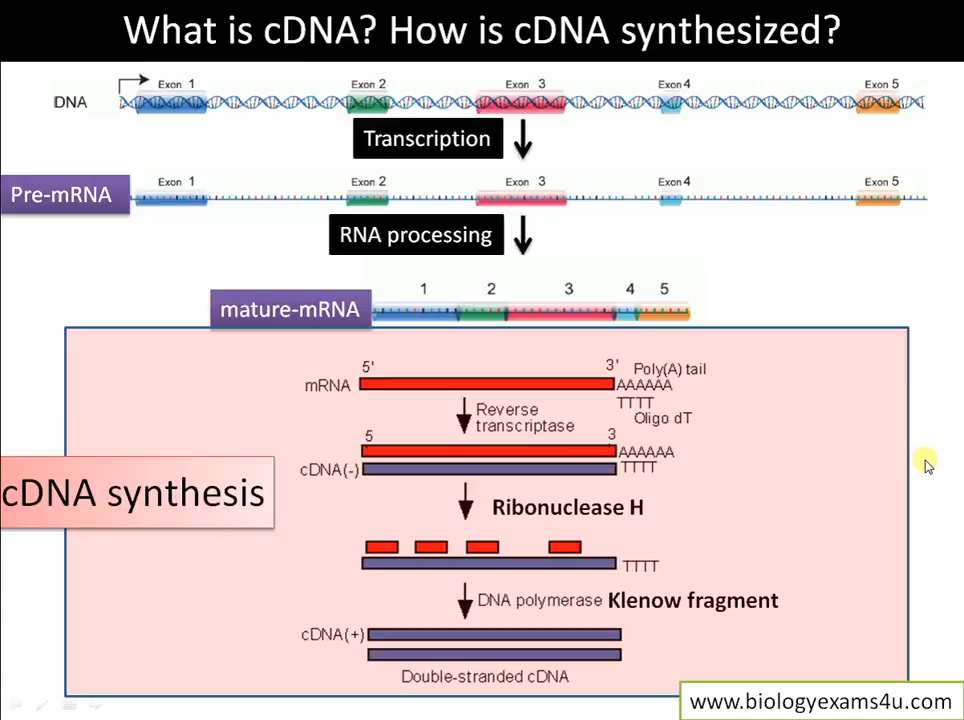 What is cDNA? How is cDNA synthesized?
Exon 1 Exon 2 Exon 3 Exon 4 Exon 5
DNA
Transcription
Exon 1 Exon 2 Exon 3 Exon 4 Exon 5
Pre-mRNA
RNA processing
1 2 3 4 5
mature-mRNA
5' 3' Poly(A) tail
mRNA AAAAAA
TTTT
Reverse
transcriptase
Oligo dT
5 3
AAAAAA
cDNA(-) TTTT
cDNA synthesis
Ribonuclease H
TTTT
DNA polymerase Klenow fragment
cDNA(+)
Double-stranded cDNA
www.biologyexams4u.com